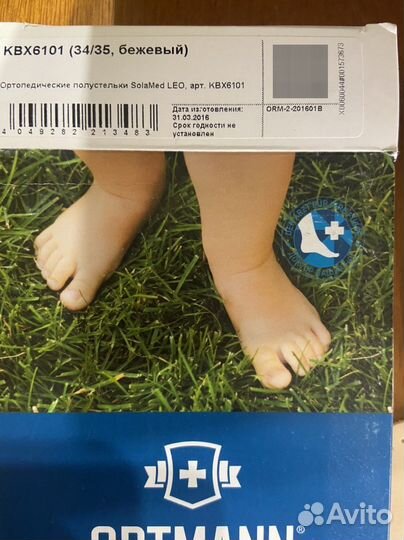 KBX6101 (34/35, бежевый)
Ортопедические полустельки SolaMed LEO, арт. KBX6101
4 049281 213483
Дата изготовления:
31.03.2016
Срок годности не
установлен
ORM-2-201601B
ORTMANN®
Avito